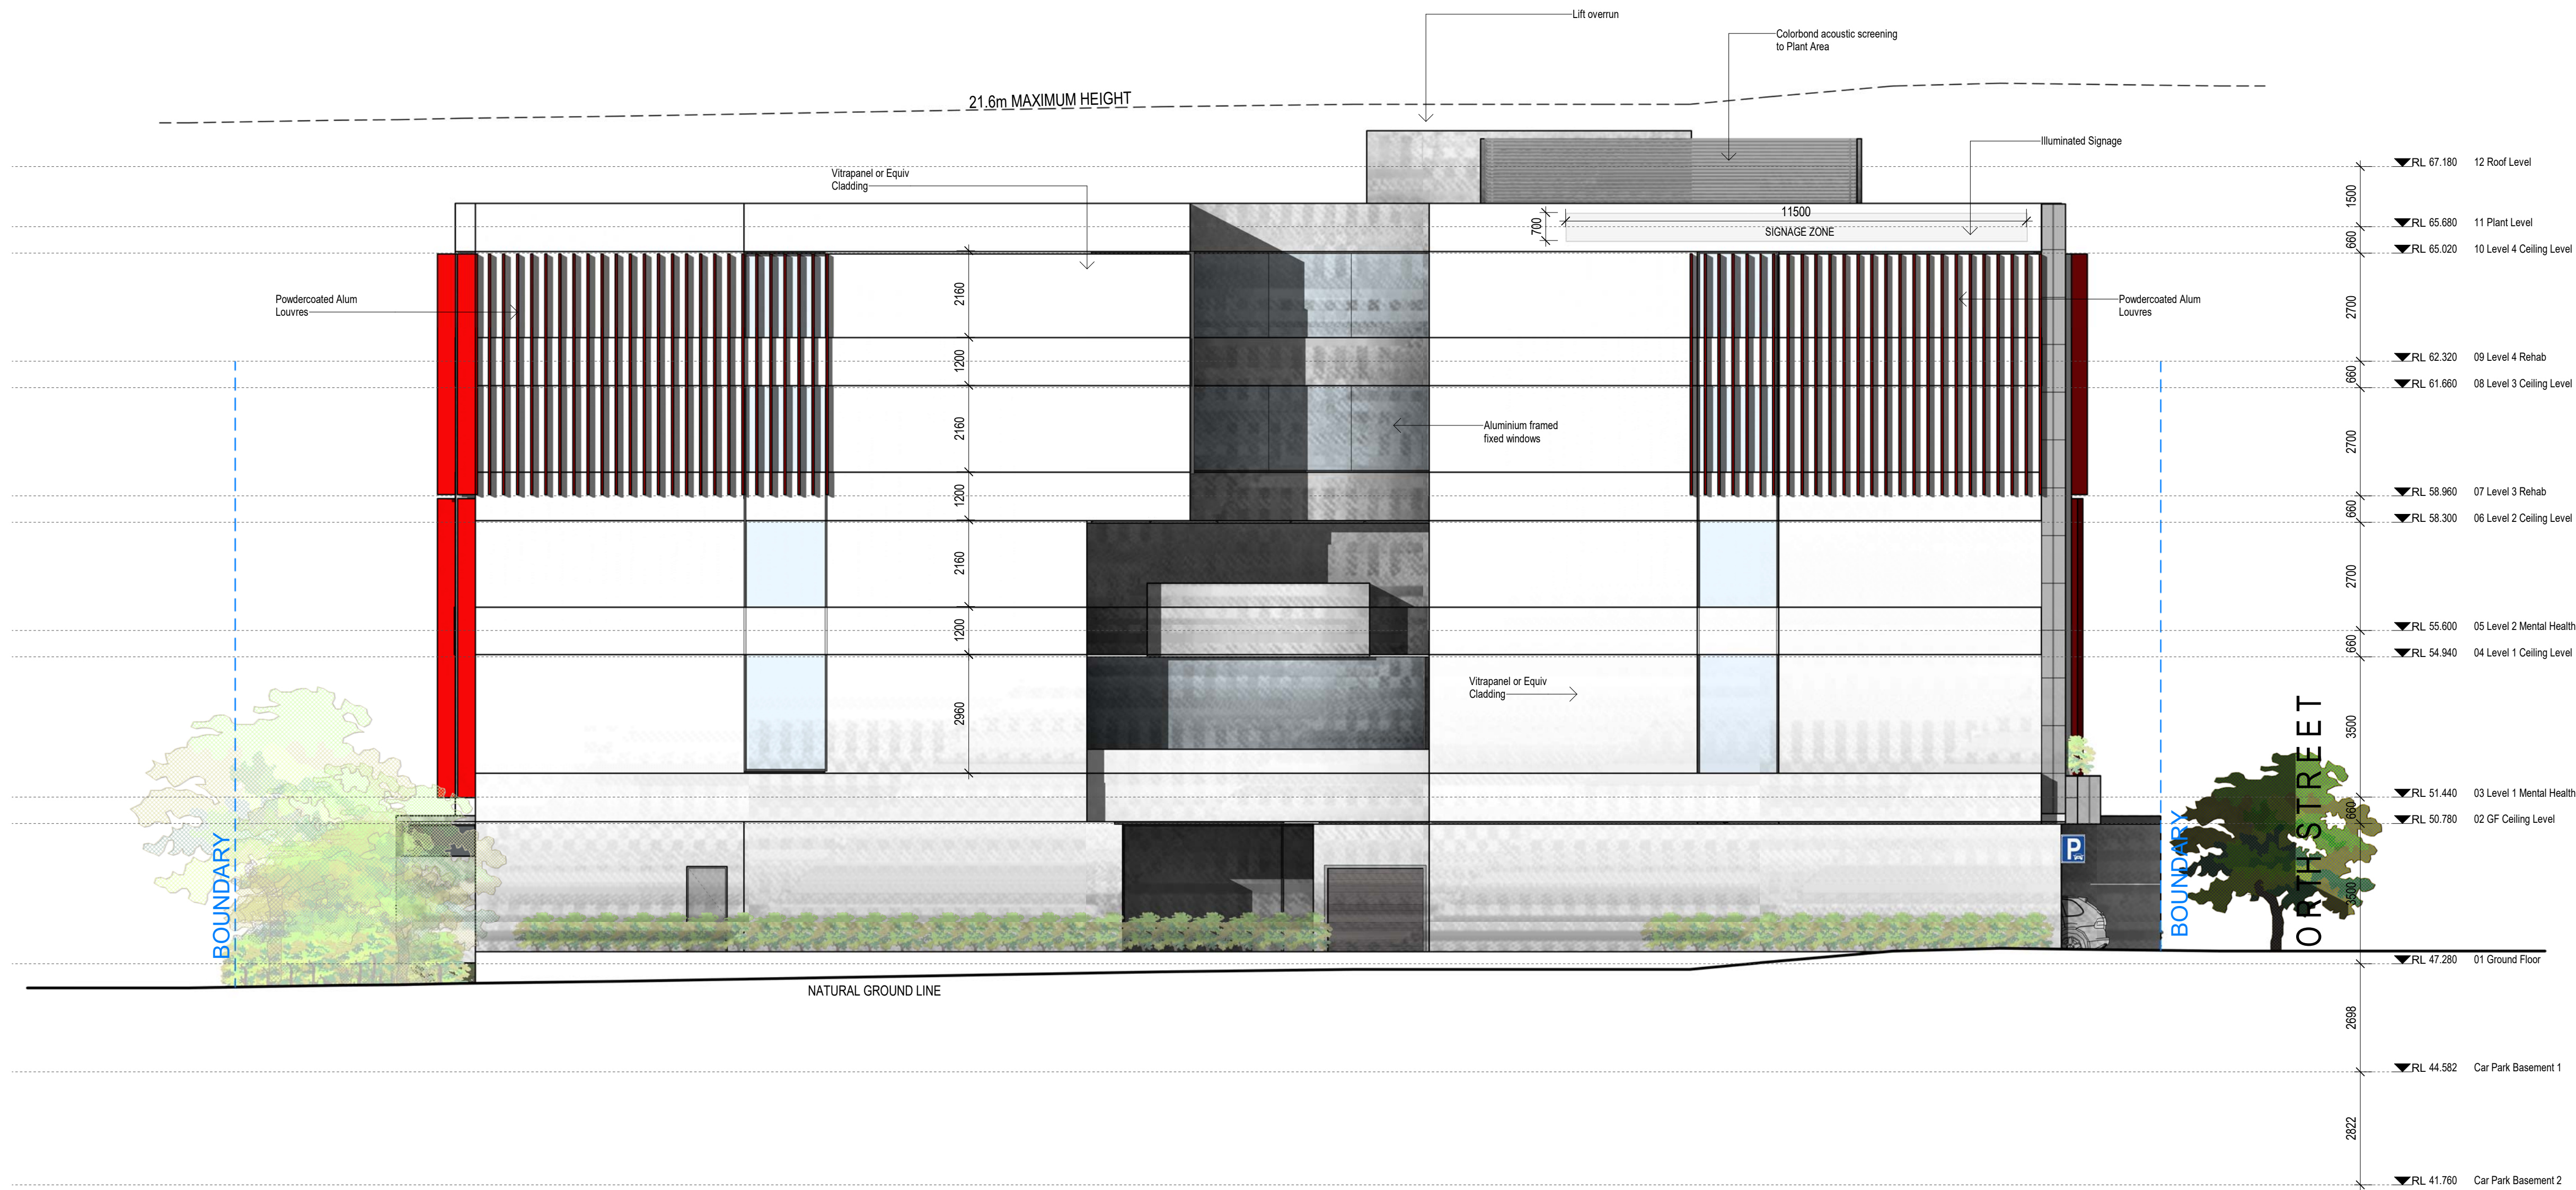 Lift overrun
Colorbond acoustic screening
to Plant Area
21.6m MAXIMUM HEIGHT
Illuminated Signage
Vitrapanel or Equiv
Cladding
RL 67.180 12 Roof Level
1500
11500
700
SIGNAGE ZONE
RL 65.680 11 Plant Level
660
RL 65.020 10 Level 4 Ceiling Level
Powdercoated Alum
Louvres
2160
Powdercoated Alum
Louvres
2700
1200
RL 62.320 09 Level 4 Rehab
660
RL 61.660 08 Level 3 Ceiling Level
2160
Aluminium framed
fixed windows
2700
1200
RL 58.960 07 Level 3 Rehab
660
RL 58.300 06 Level 2 Ceiling Level
2160
2700
1200
RL 55.600 05 Level 2 Mental Health
660
RL 54.940 04 Level 1 Ceiling Level
2960
Vitrapanel or Equiv
Cladding
3500
RL 51.440 03 Level 1 Mental Health
660
RL 50.780 02 GF Ceiling Level
P
BOUNDARY
BOUNDARY
ORTH STREET
3500
RL 47.280 01 Ground Floor
NATURAL GROUND LINE
2698
RL 44.582 Car Park Basement 1
2822
RL 41.760 Car Park Basement 2